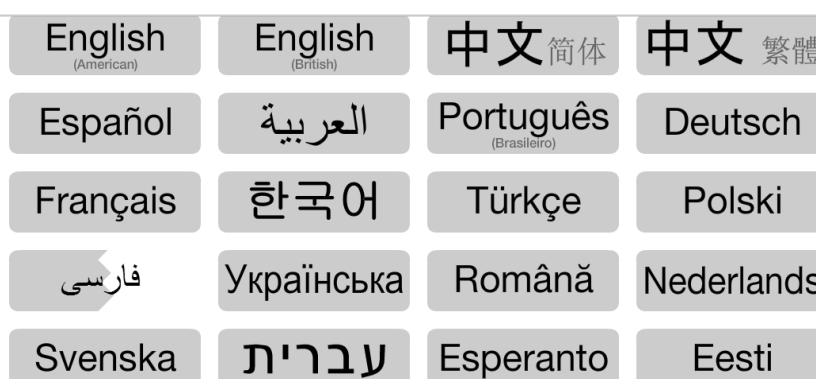 English
(American)
English
(British)
中文简体
中文 繁體
Español
العربية
Português
(Brasileiro)
Deutsch
Français
한국어
Türkçe
Polski
فارسی
Українська
Română
Nederlands
Svenska
עברית
Esperanto
Eesti